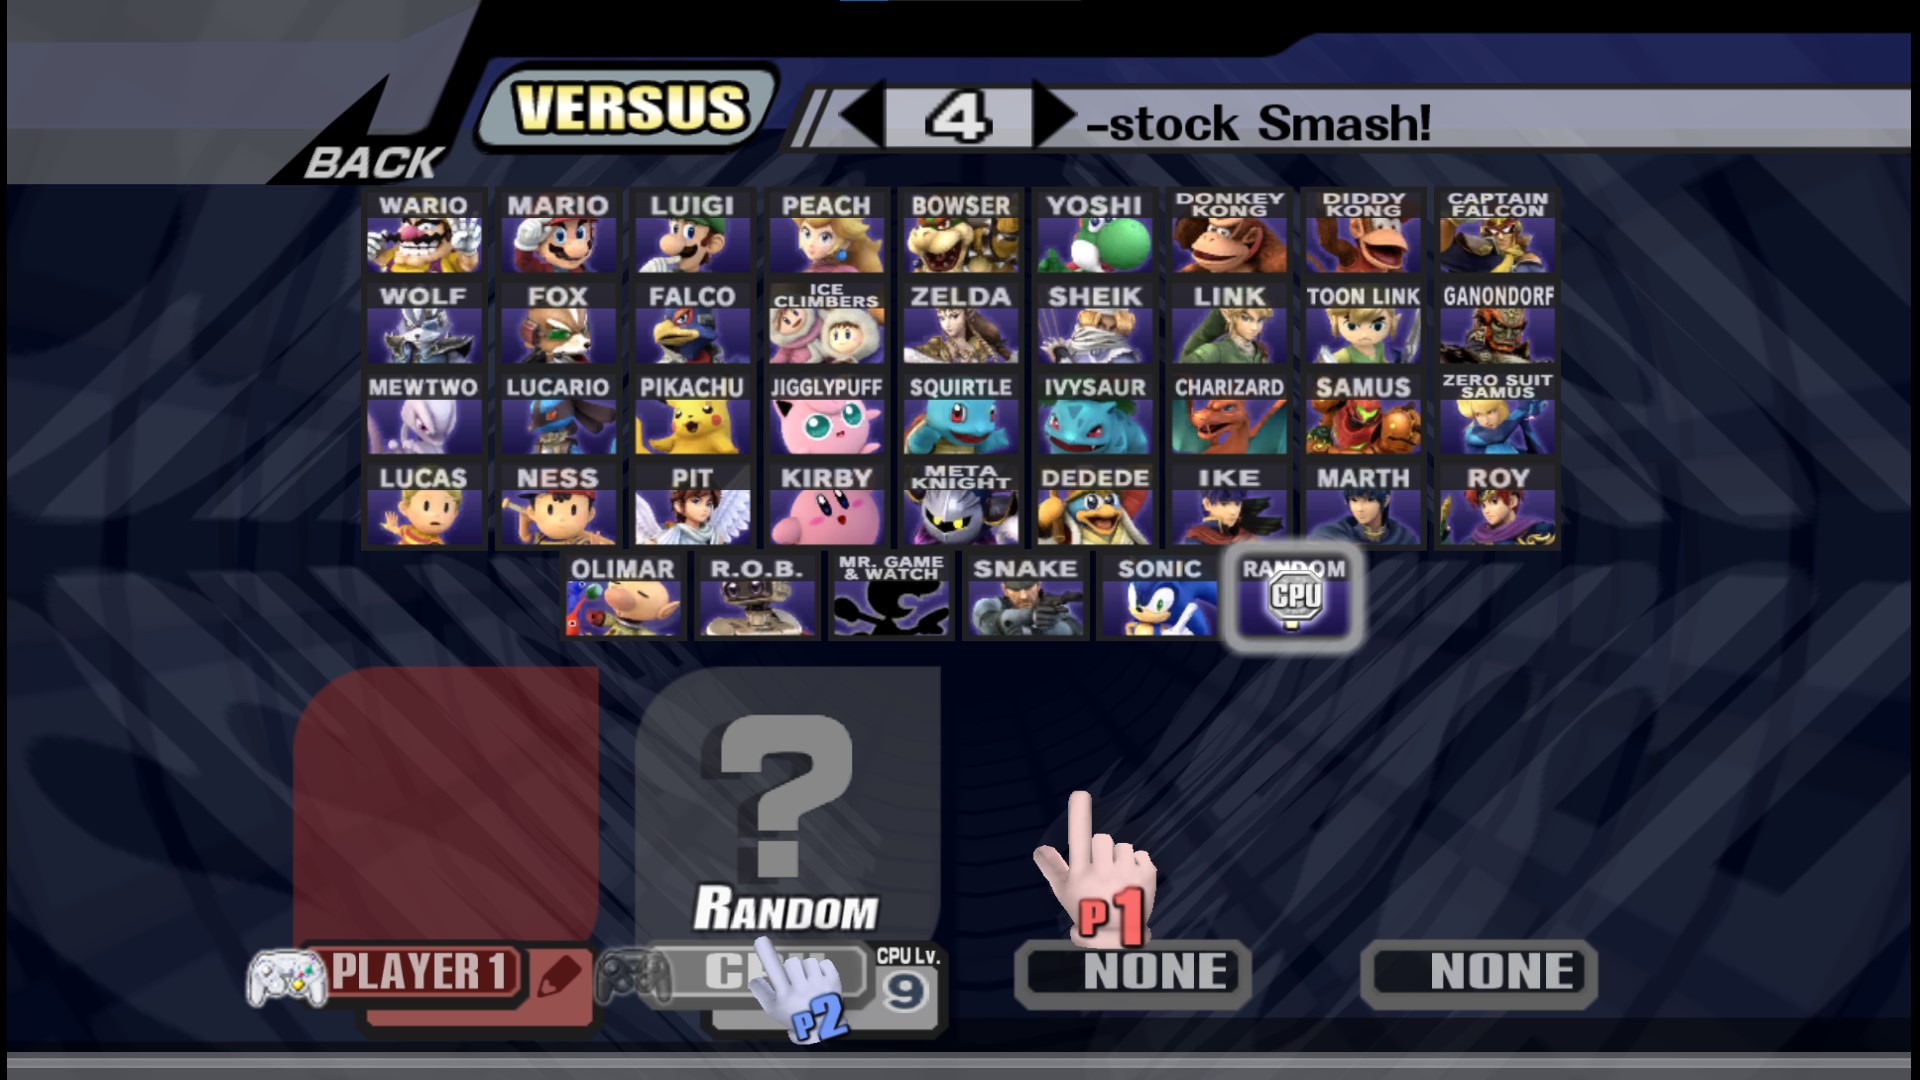 BACK
VERSUS
4 -stock Smash!
WARIO MARIO LUIGI PEACH BOWSER YOSHI DONKEY KONG DIDDY KONG CAPTAIN FALCON
WOLF FOX FALCO ICE CLIMBERS ZELDA SHEIK LINK TOON LINK GANONDORF
MEWTWO LUCARIO PIKACHU JIGGLYPUFF SQUIRTLE IVYSAUR CHARIZARD SAMUS ZERO SUIT SAMUS
LUCAS NESS PIT KIRBY META KNIGHT DEDEDE IKE MARTH ROY
OLIMAR R.O.B. MR. GAME & WATCH SNAKE SONIC RANDOM
CPU
RANDOM
P1
PLAYER 1
CPU Lv.
9
P2
NONE
NONE